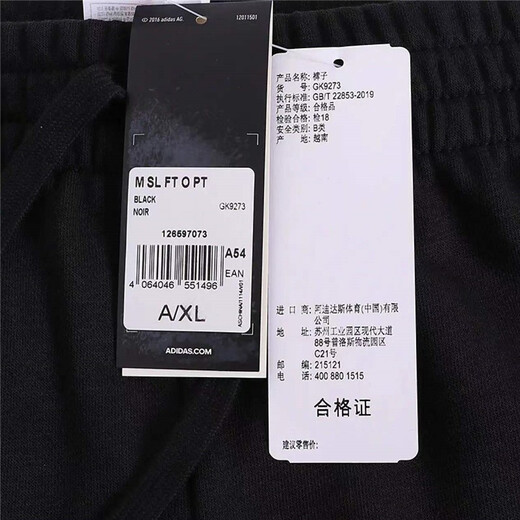 © 2016 adidas AG.
12011501
M SL FT O PT
BLACK
NOIR
GK9273
126597073
A54
EAN
4 064046 551496
A/XL
ADIDAS.COM
产品名称: 裤子
货 号: GK9273
执行标准: GB/T 22853-2019
产品等级: 合格品
检验合格: 检18
安全类别: B类
产 地: 越南
进 口 商: 阿迪达斯体育(中国)有限
公司
地 址: 苏州工业园区现代大道
88号普洛斯物流园区
C21号
邮 编: 215121
电 话: 400 880 1515
合格证
建议零售价: